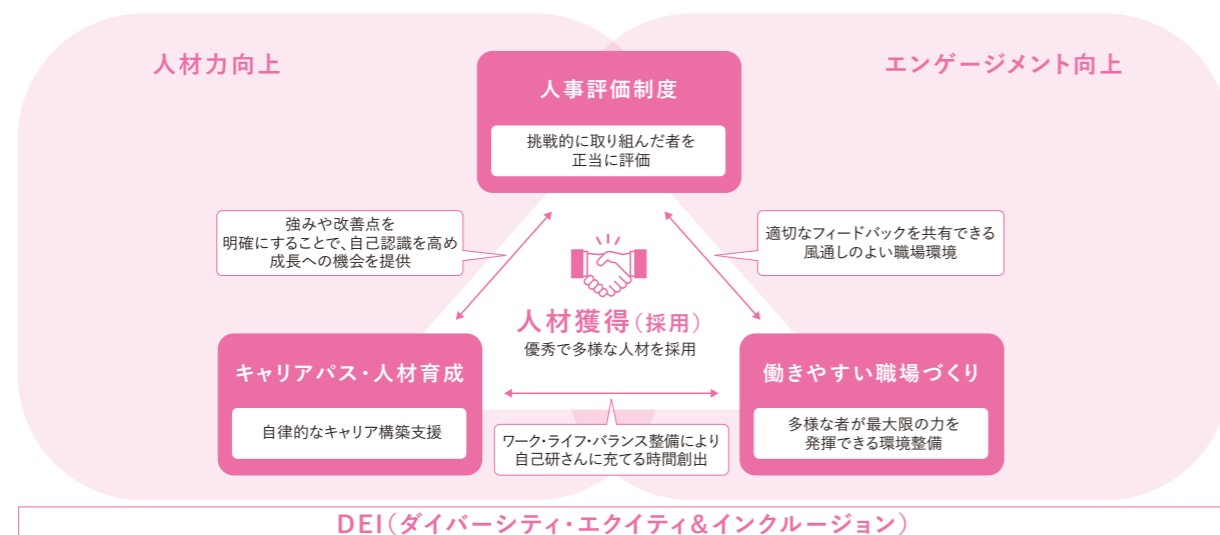 人材力向上
エンゲージメント向上
人事評価制度
挑戦的に取り組んだ者を
正当に評価
強みや改善点を
明確にすることで、自己認識を高め
成長への機会を提供
適切なフィードバックを共有できる
風通しのよい職場環境
人材獲得(採用)
優秀で多様な人材を採用
キャリアパス・人材育成
自律的なキャリア構築支援
働きやすい職場づくり
多様な者が最大限の力を
発揮できる環境整備
ワーク・ライフ・バランス整備により
自己研さんに充てる時間創出
DEI(ダイバーシティ・エクイティ&インクルージョン)